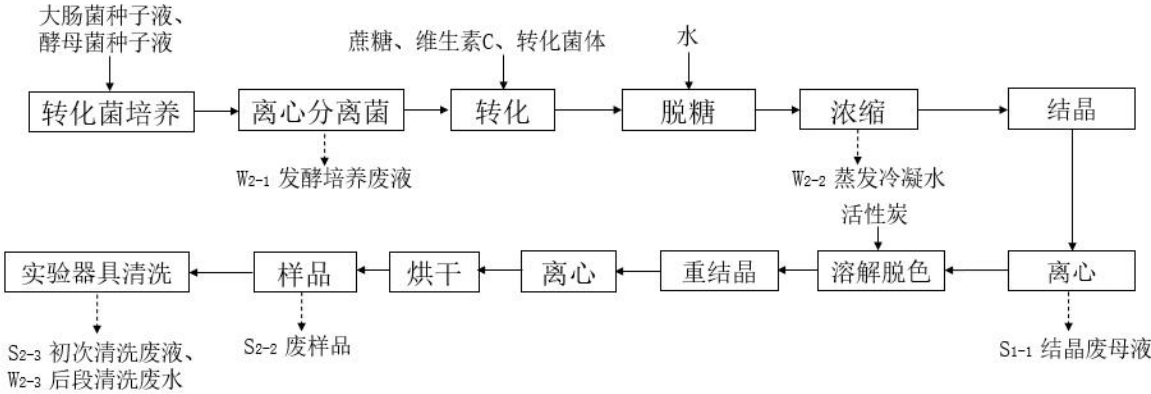 大肠菌种子液、
酵母菌种子液
蔗糖、维生素C、转化菌体
水
转化菌培养
离心分离菌
转化
脱糖
浓缩
结晶
W2-1 发酵培养废液
W2-2 蒸发冷凝水
活性炭
实验器具清洗
样品
烘干
离心
重结晶
溶解脱色
离心
S2-3 初次清洗废液、
W2-3 后段清洗废水
S2-2 废样品
S1-1 结晶废母液